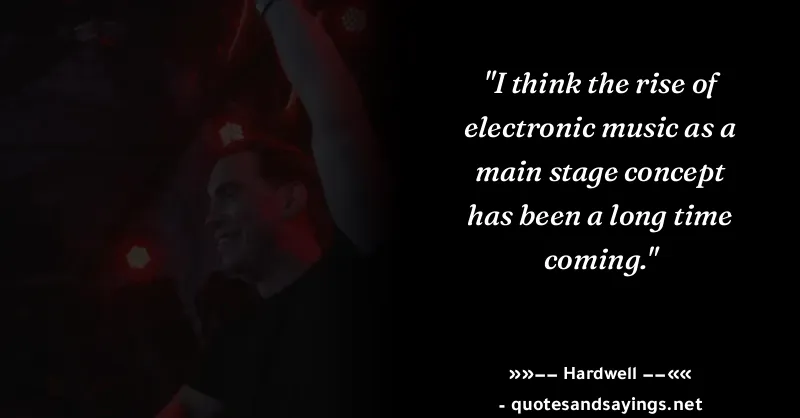 "I think the rise of
electronic music as a
main stage concept
has been a long time
coming."
»»–– Hardwell ––««
- quotesandsayings.net